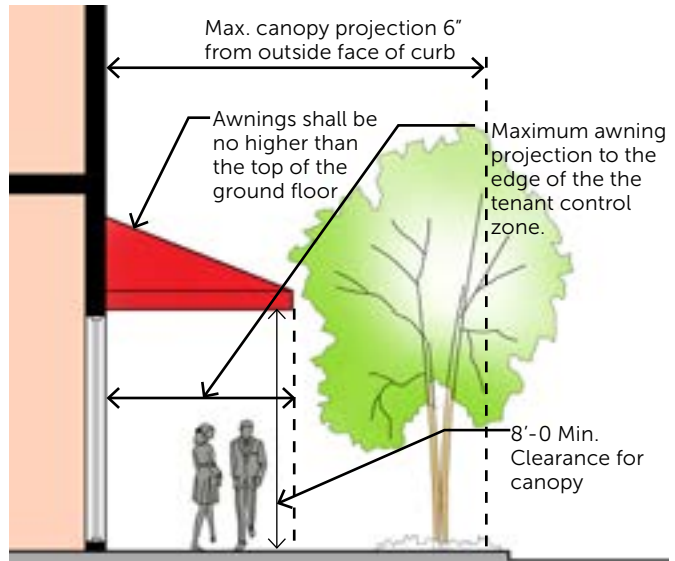 Max. canopy projection 6”
from outside face of curb
Awnings shall be
no higher than
the top of the
ground floor
Maximum awning
projection to the
edge of the the
tenant control
zone.
8’-0 Min.
Clearance for
canopy